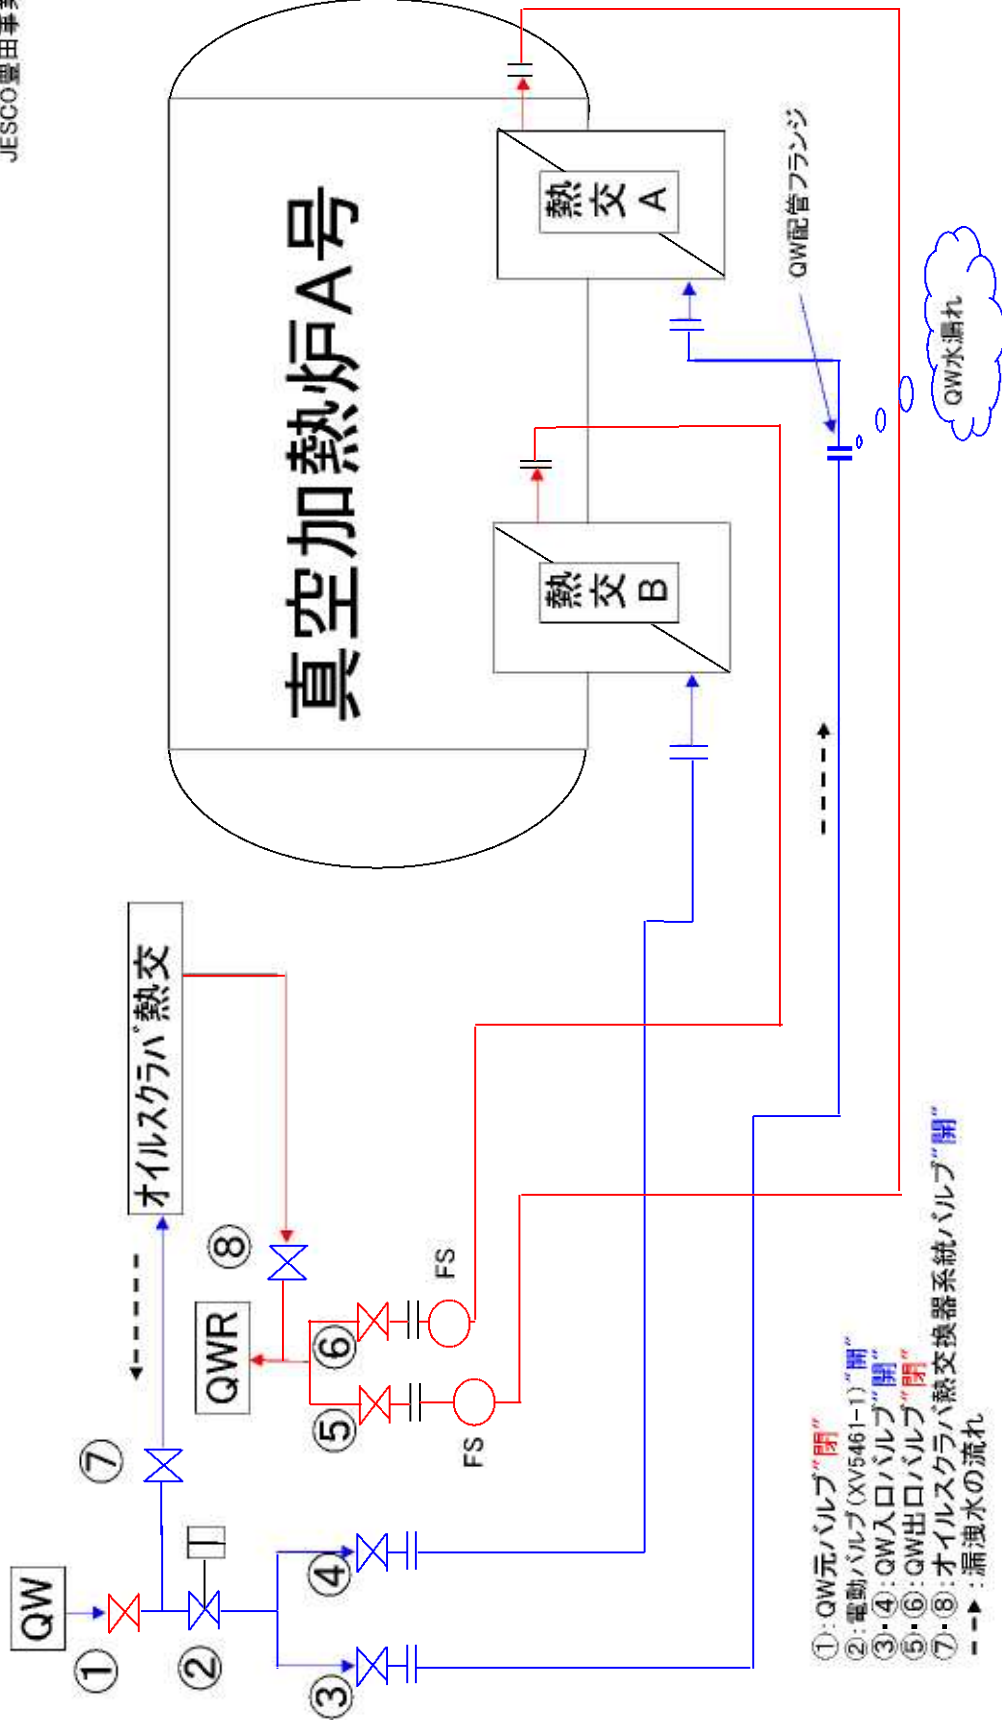 JESCO豊田事業
真空加熱炉A号
熱交A
熱交B
QW配管フランジ
QW水漏れ
オイルスクラバ熱交
QW
QWR
①
②
③
④
⑤
⑥
⑦
⑧
FS
FS
①:QW元バルブ"閉"
②:電動バルブ(XV5461-1)"開"
③・④:QW入口バルブ"開"
⑤・⑥:QW出口バルブ"閉"
⑦・⑧:オイルスクラバ熱交換器系統バルブ"開"
:漏洩水の流れ